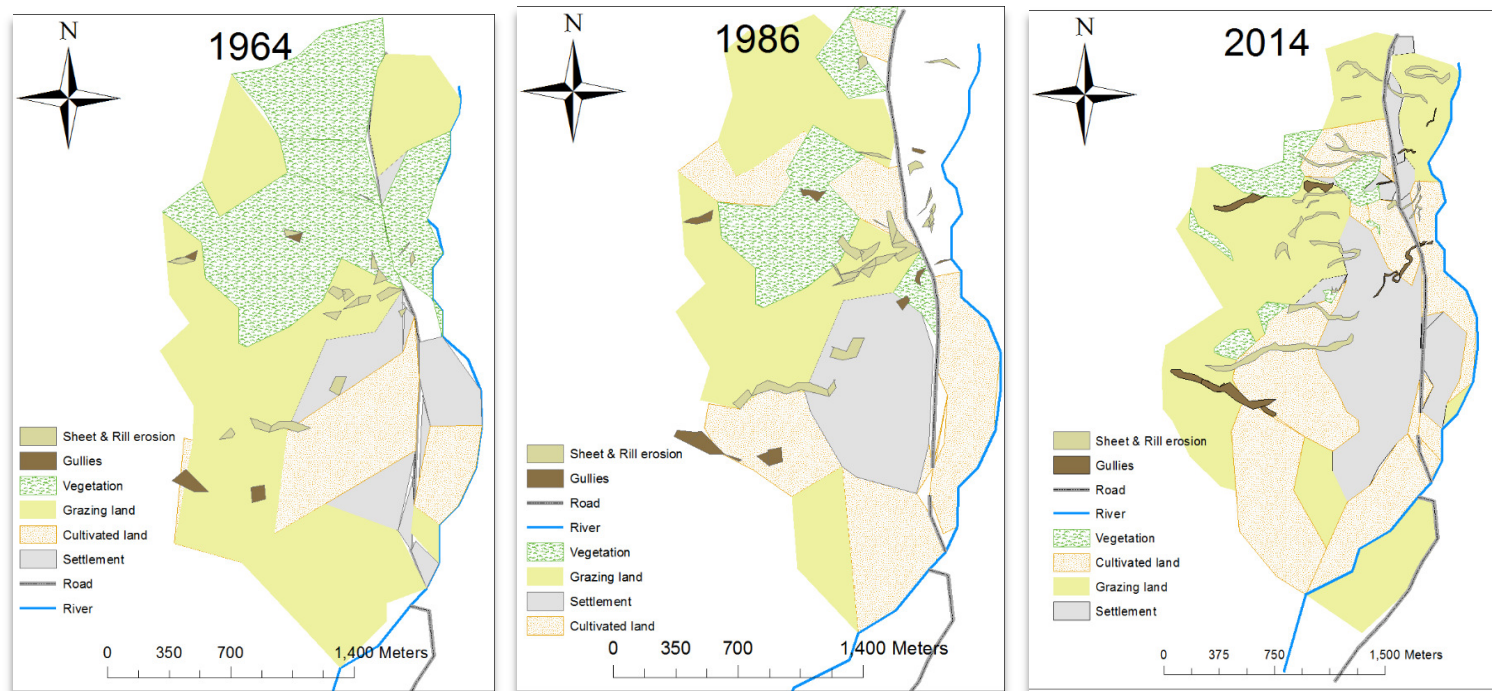 N
1964
Sheet & Rill erosion
Gullies
Vegetation
Grazing land
Cultivated land
Settlement
Road
River
0 350 700 1,400 Meters
N
1986
Sheet & Rill erosion
Gullies
Road
River
Vegetation
Grazing land
Settlement
Cultivated land
0 350 700 1,400 Meters
N
2014
Sheet & Rill erosion
Gullies
Road
River
Vegetation
Cultivated land
Grazing land
Settlement
0 375 750 1,500 Meters